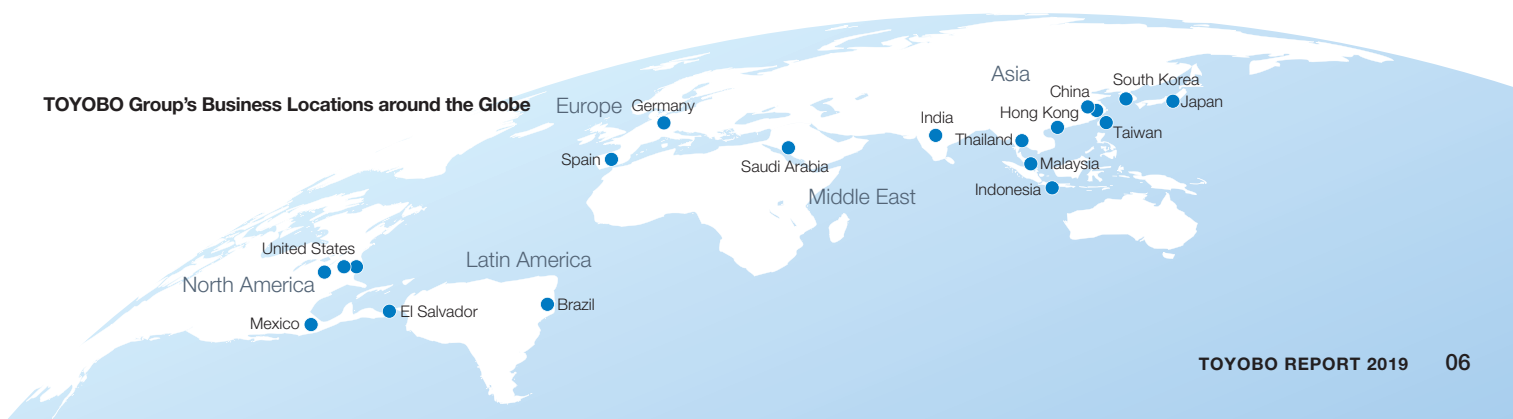 TOYOBO Group's Business Locations around the Globe
Europe
Germany
Spain
Saudi Arabia
Middle East
Asia
India
China
South Korea
Japan
Hong Kong
Taiwan
Thailand
Malaysia
Indonesia
United States
North America
Mexico
El Salvador
Latin America
Brazil
TOYOBO REPORT 2019 06